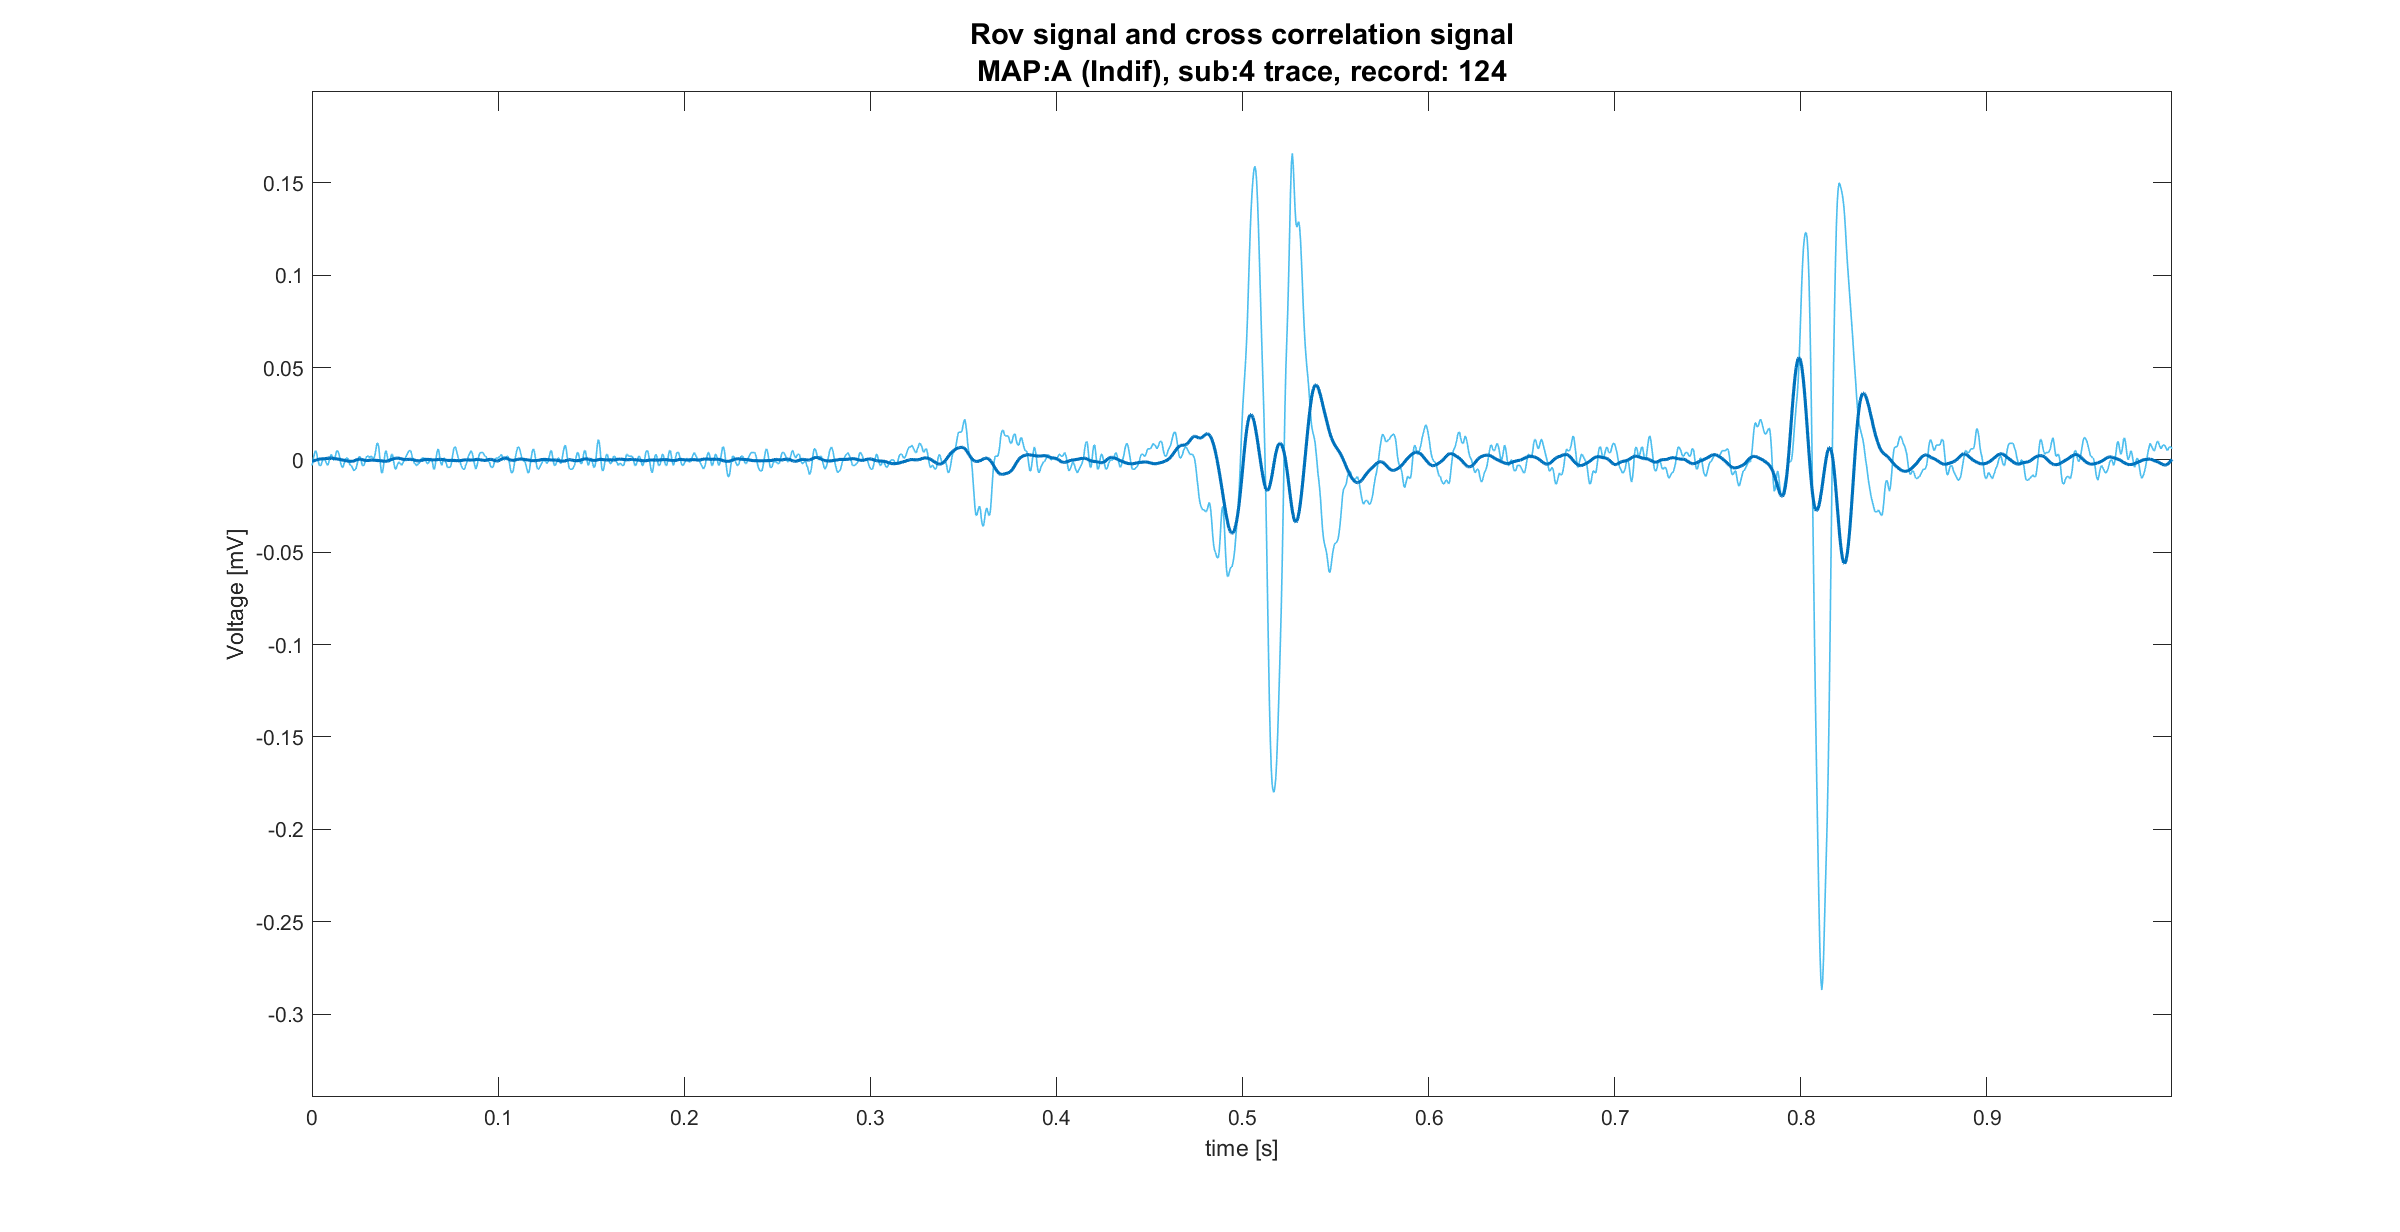 Rov signal and cross correlation signal
MAP:A (Indif), sub:4 trace, record: 124
0.15
0.1
0.05
0
-0.05
-0.1
-0.15
-0.2
-0.25
-0.3
Voltage [mV]
0 0.1 0.2 0.3 0.4 0.5 0.6 0.7 0.8 0.9
time [s]